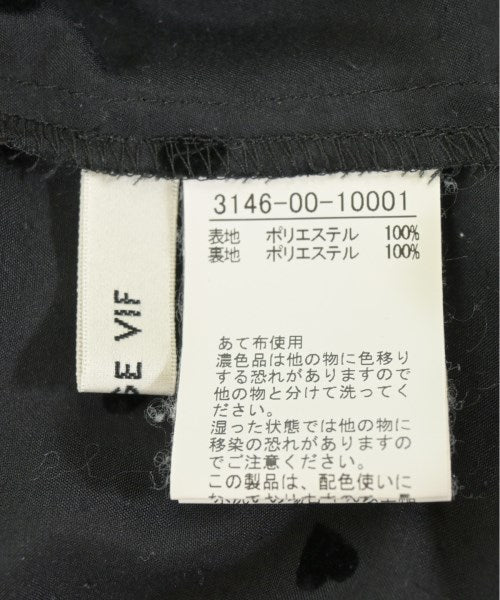 3146-00-10001
表地 ポリエステル 100%
裏地 ポリエステル 100%
あて布使用
濃色品は他の物に色移り
する恐れがありますので
他の物と分けて洗ってく
ださい。
湿った状態では他の物に
移染の恐れがありますの
でご注意ください。
この製品は、配色使いに
SE VIF